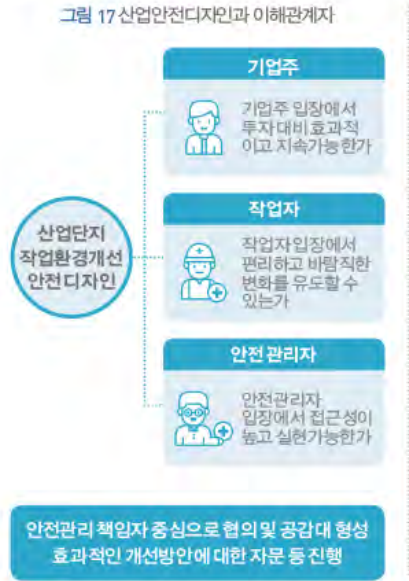 그림 17 산업안전디자인과 이해관계자
기업주
기업주 입장에서
투자 대비 효과적
이고 지속가능한가
산업단지
작업환경개선
안전디자인
작업자
작업자 입장에서
편리하고 바람직한
변화를 유도할 수
있는가
안전 관리자
안전관리자
입장에서 접근성이
높고 실현가능한가
안전관리 책임자 중심으로 협의 및 공감대 형성
효과적인 개선방안에 대한 자문 등 진행